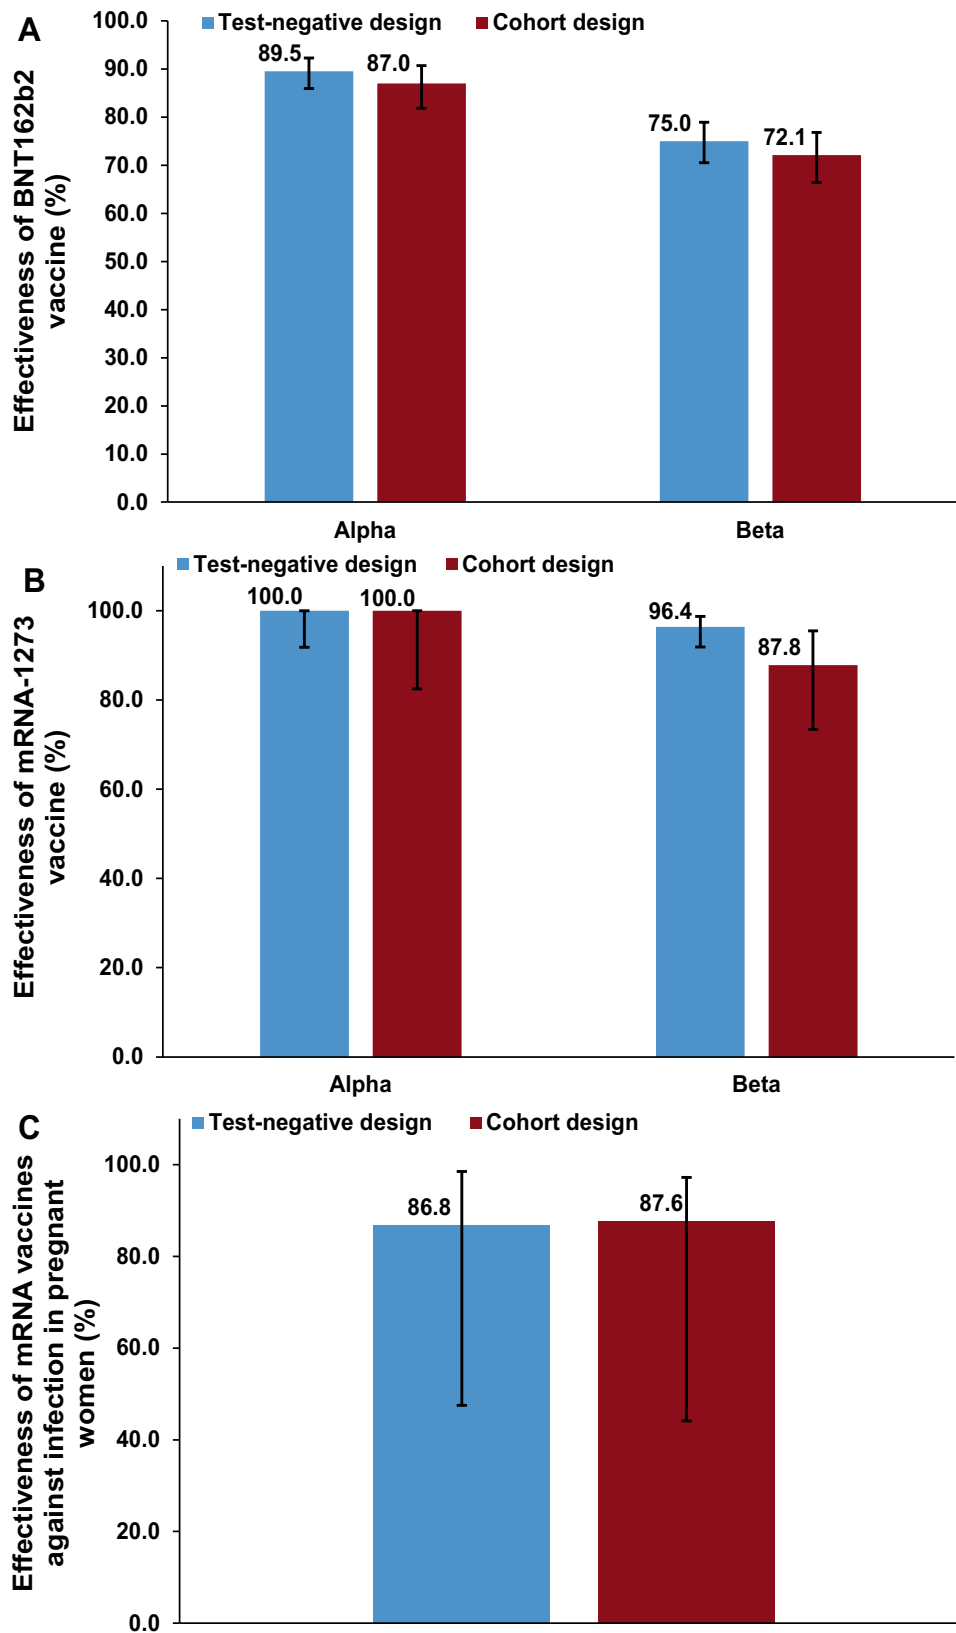 A
Test-negative design
Cohort design
Effectiveness of BNT162b2
vaccine (%)
100.0
90.0
80.0
70.0
60.0
50.0
40.0
30.0
20.0
10.0
0.0
89.5
87.0
75.0
72.1
Alpha
Beta
B
Test-negative design
Cohort design
Effectiveness of mRNA-1273
vaccine (%)
100.0
80.0
60.0
40.0
20.0
0.0
100.0
100.0
96.4
87.8
Alpha
Beta
C
Test-negative design
Cohort design
Effectiveness of mRNA vaccines
against infection in pregnant
women (%)
100.0
80.0
60.0
40.0
20.0
0.0
86.8
87.6